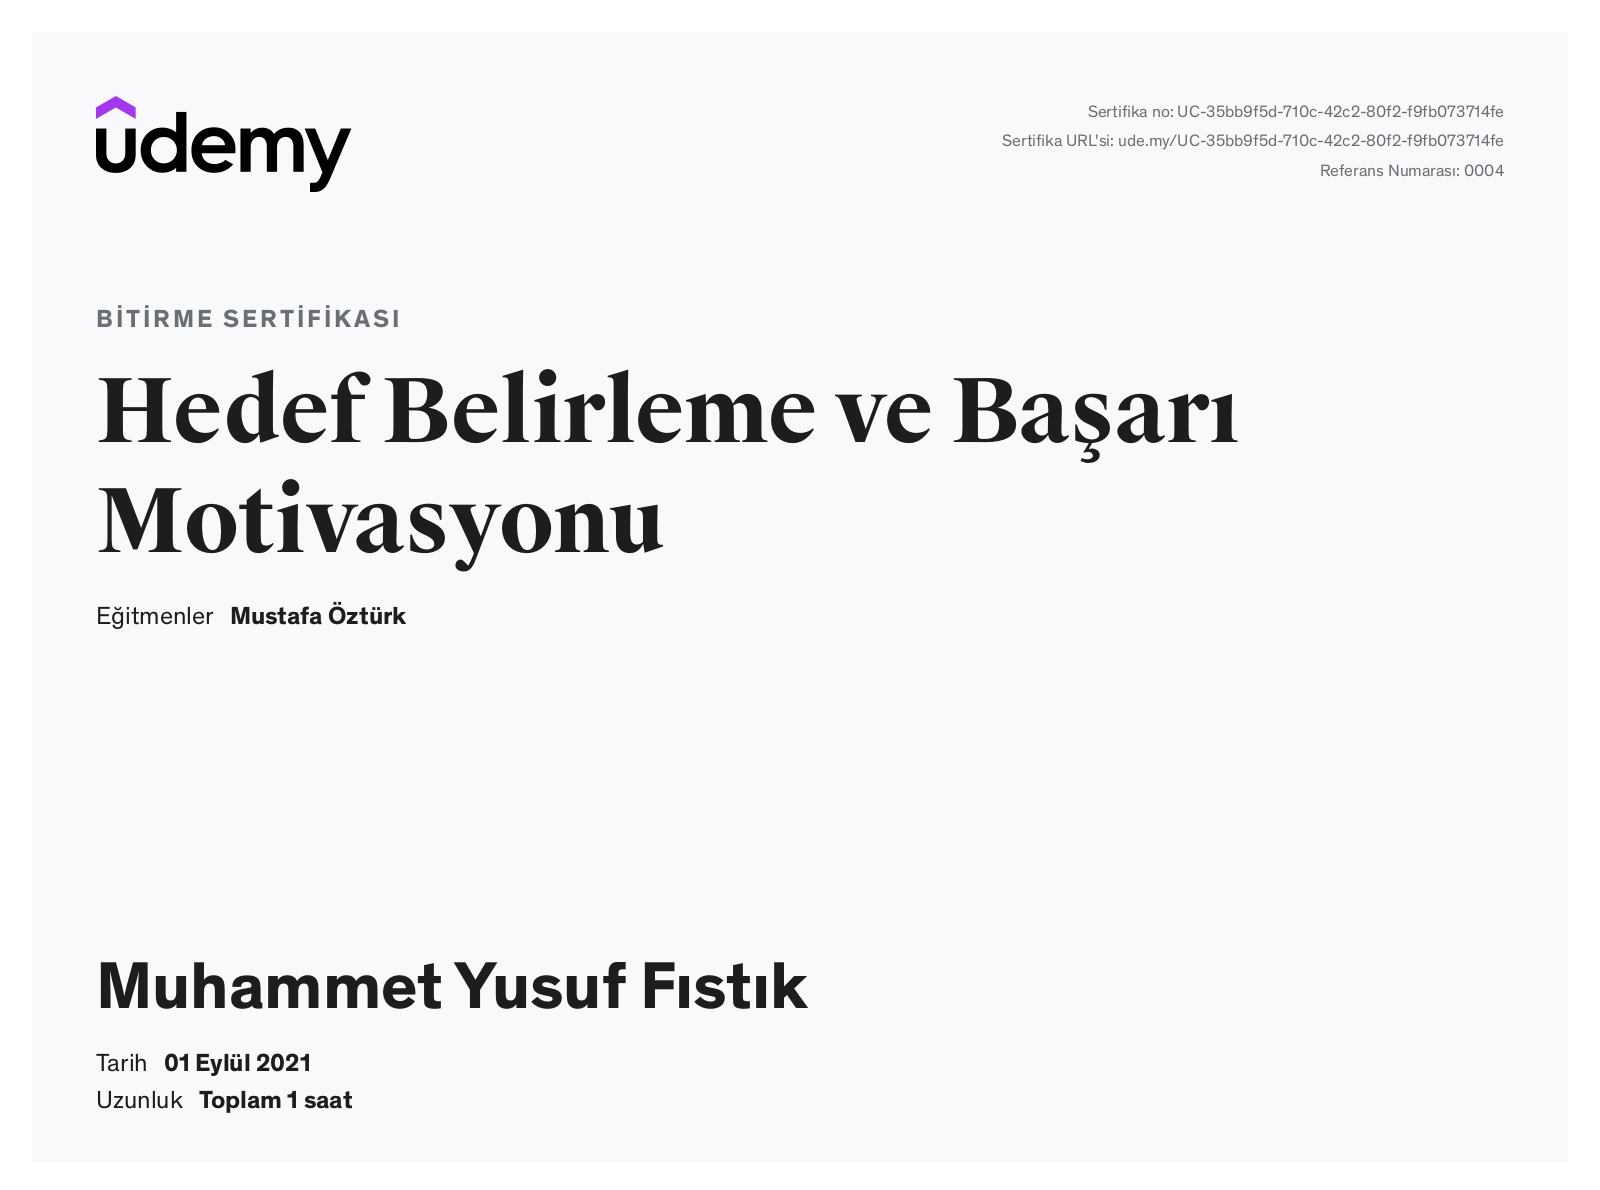 udemy
Sertifika no: UC-35bb9f5d-710c-42c2-80f2-f9fb073714fe
Sertifika URL'si: ude.my/UC-35bb9f5d-710c-42c2-80f2-f9fb073714fe
Referans Numarası: 0004
BİTİRME SERTİFİKASI
Hedef Belirleme ve Başarı
Motivasyonu
Eğitmenler Mustafa Öztürk
Muhammet Yusuf Fıstık
Tarih 01 Eylül 2021
Uzunluk Toplam 1 saat